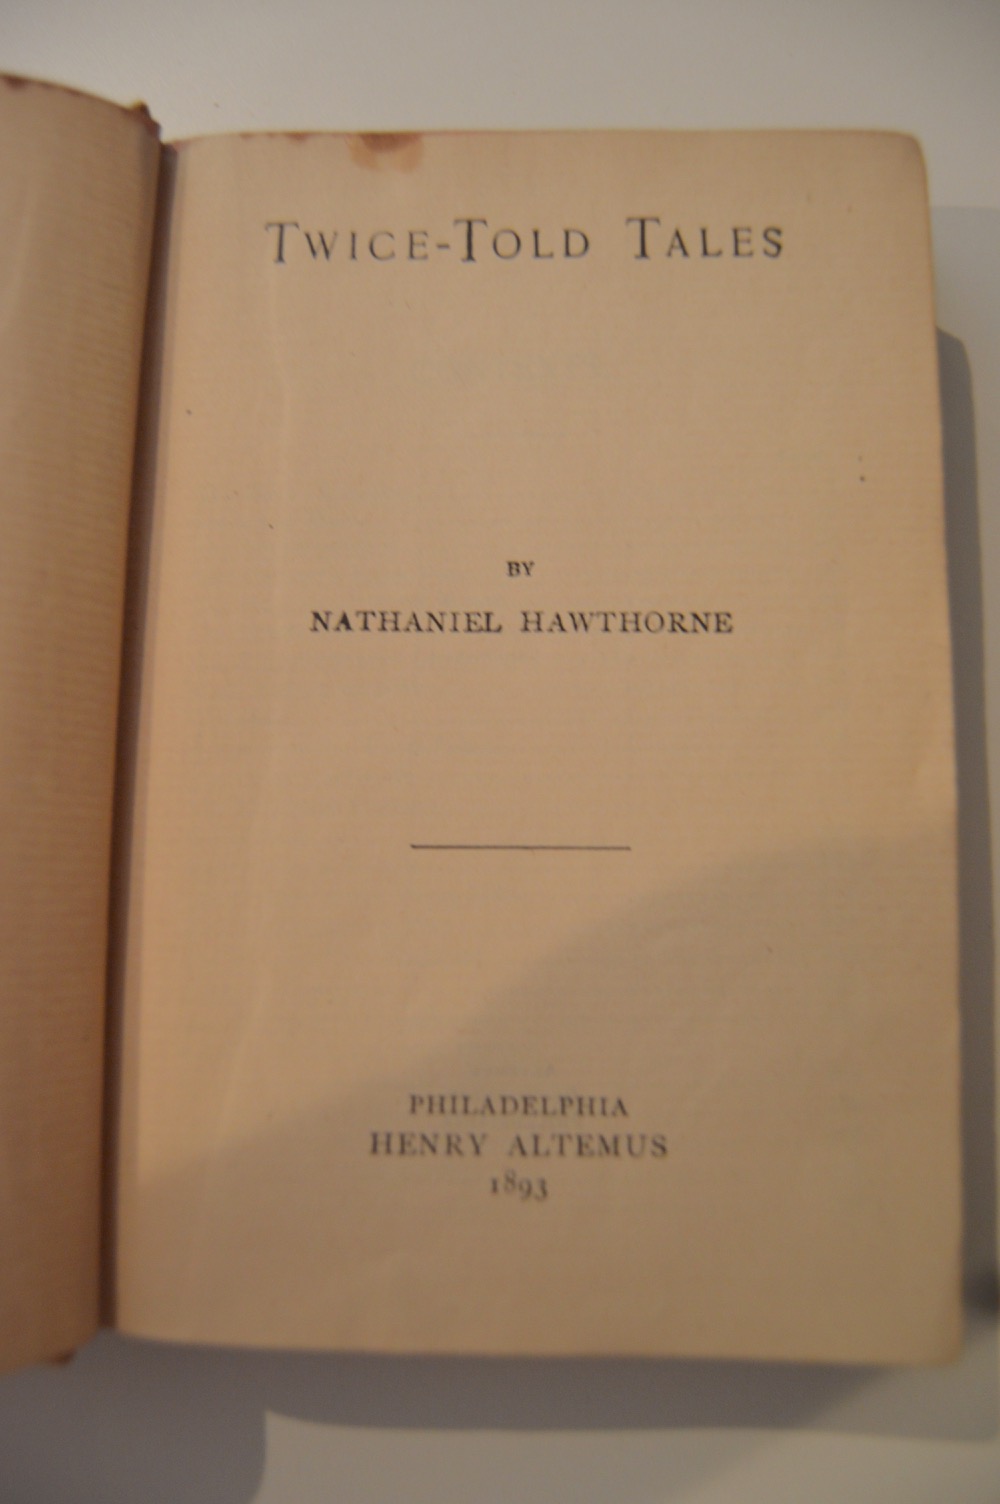 TWICE-TOLD TALES
BY
NATHANIEL HAWTHORNE
PHILADELPHIA
HENRY ALTEMUS
1893